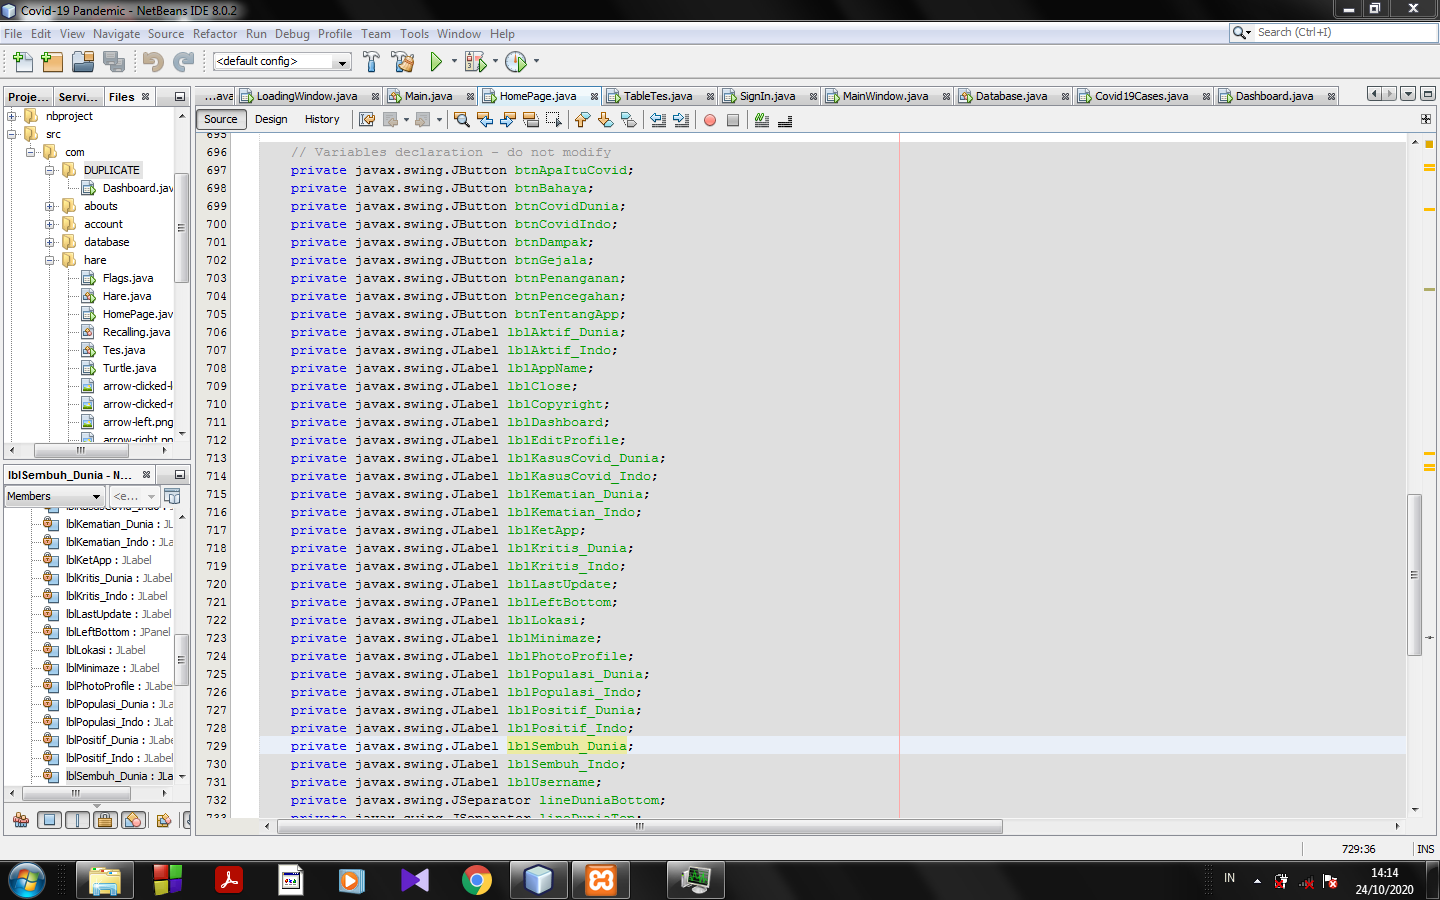 Covid-19 Pandemic - NetBeans IDE 8.0.2
File Edit View Navigate Source Refactor Run Debug Profile Team Tools Window Help
Search (Ctrl+I)
<default config>
Proje... Servi... Files
...ava LoadingWindow.java Main.java HomePage.java TableTes.java SignIn.java MainWindow.java Database.java Covid19Cases.java Dashboard.java
Source Design History
nbproject
src
com
DUPLICATE
Dashboard.jav
abouts
account
database
hare
Flags.java
Hare.java
HomePage.jav
Recalling.java
Tes.java
Turtle.java
arrow-clicked-l
arrow-clicked-r
arrow-left.png
arrow-right.pn
lblSembuh_Dunia - N...
Members <e...
lblKasusCovid_Indo : JL
lblKematian_Dunia : JL
lblKematian_Indo : JLa
lblKetApp : JLabel
lblKritis_Dunia : JLabel
lblKritis_Indo : JLabel
lblLastUpdate : JLabel
lblLeftBottom : JPanel
lblLokasi : JLabel
lblMinimaze : JLabel
lblPhotoProfile : JLabe
lblPopulasi_Dunia : JL
lblPopulasi_Indo : JLa
lblPositif_Dunia : JLab
lblPositif_Indo : JLabe
lblSembuh_Dunia : JLa
695
696 // Variables declaration - do not modify
697 private javax.swing.JButton btnApaItuCovid;
698 private javax.swing.JButton btnBahaya;
699 private javax.swing.JButton btnCovidDunia;
700 private javax.swing.JButton btnCovidIndo;
701 private javax.swing.JButton btnDampak;
702 private javax.swing.JButton btnGejala;
703 private javax.swing.JButton btnPenanganan;
704 private javax.swing.JButton btnPencegahan;
705 private javax.swing.JButton btnTentangApp;
706 private javax.swing.JLabel lblAktif_Dunia;
707 private javax.swing.JLabel lblAktif_Indo;
708 private javax.swing.JLabel lblAppName;
709 private javax.swing.JLabel lblClose;
710 private javax.swing.JLabel lblCopyright;
711 private javax.swing.JLabel lblDashboard;
712 private javax.swing.JLabel lblEditProfile;
713 private javax.swing.JLabel lblKasusCovid_Dunia;
714 private javax.swing.JLabel lblKasusCovid_Indo;
715 private javax.swing.JLabel lblKematian_Dunia;
716 private javax.swing.JLabel lblKematian_Indo;
717 private javax.swing.JLabel lblKetApp;
718 private javax.swing.JLabel lblKritis_Dunia;
719 private javax.swing.JLabel lblKritis_Indo;
720 private javax.swing.JLabel lblLastUpdate;
721 private javax.swing.JPanel lblLeftBottom;
722 private javax.swing.JLabel lblLokasi;
723 private javax.swing.JLabel lblMinimaze;
724 private javax.swing.JLabel lblPhotoProfile;
725 private javax.swing.JLabel lblPopulasi_Dunia;
726 private javax.swing.JLabel lblPopulasi_Indo;
727 private javax.swing.JLabel lblPositif_Dunia;
728 private javax.swing.JLabel lblPositif_Indo;
729 private javax.swing.JLabel lblSembuh_Dunia;
730 private javax.swing.JLabel lblSembuh_Indo;
731 private javax.swing.JLabel lblUsername;
732 private javax.swing.JSeparator lineDuniaBottom;
733 private javax.swing.JSeparator lineDuniaTop;
729:36 INS
IN
14:14
24/10/2020